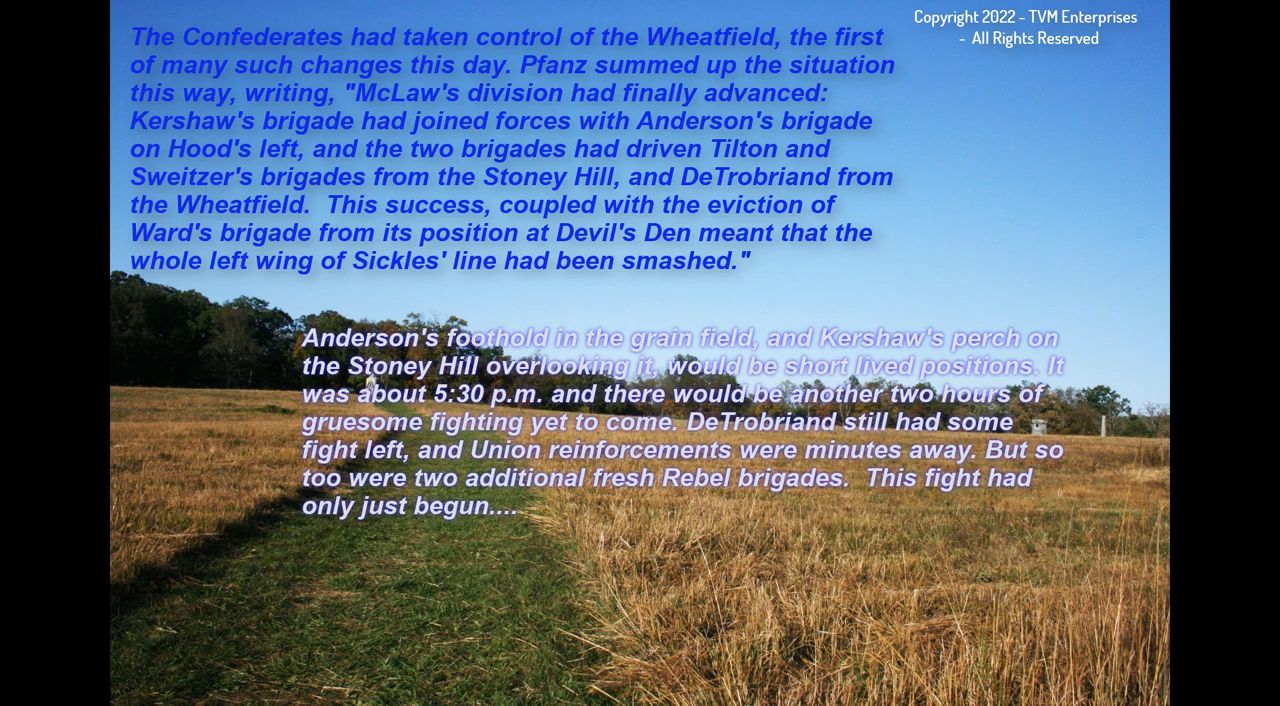 Copyright 2022 - TVM Enterprises
- All Rights Reserved
The Confederates had taken control of the Wheatfield, the first
of many such changes this day. Pfanz summed up the situation
this way, writing, "McLaw's division had finally advanced:
Kershaw's brigade had joined forces with Anderson's brigade
on Hood's left, and the two brigades had driven Tilton and
Sweitzer's brigades from the Stoney Hill, and DeTrobriand from
the Wheatfield.  This success, coupled with the eviction of
Ward's brigade from its position at Devil's Den meant that the
whole left wing of Sickles' line had been smashed."
Anderson's foothold in the grain field, and Kershaw's perch on
the Stoney Hill overlooking it, would be short lived positions. It
was about 5:30 p.m. and there would be another two hours of
gruesome fighting yet to come. DeTrobriand still had some
fight left, and Union reinforcements were minutes away. But so
too were two additional fresh Rebel brigades.  This fight had
only just begun....